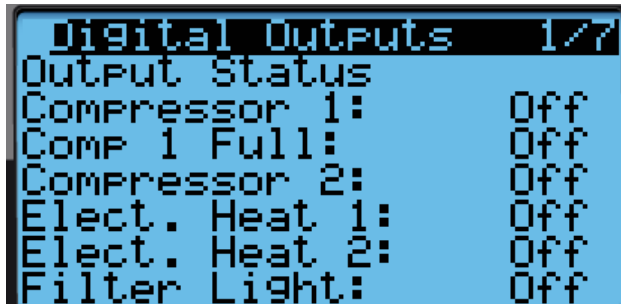 Digital Outputs 1/7
Output Status
Compressor 1: Off
Comp 1 Full: Off
Compressor 2: Off
Elect. Heat 1: Off
Elect. Heat 2: Off
Filter Light: Off